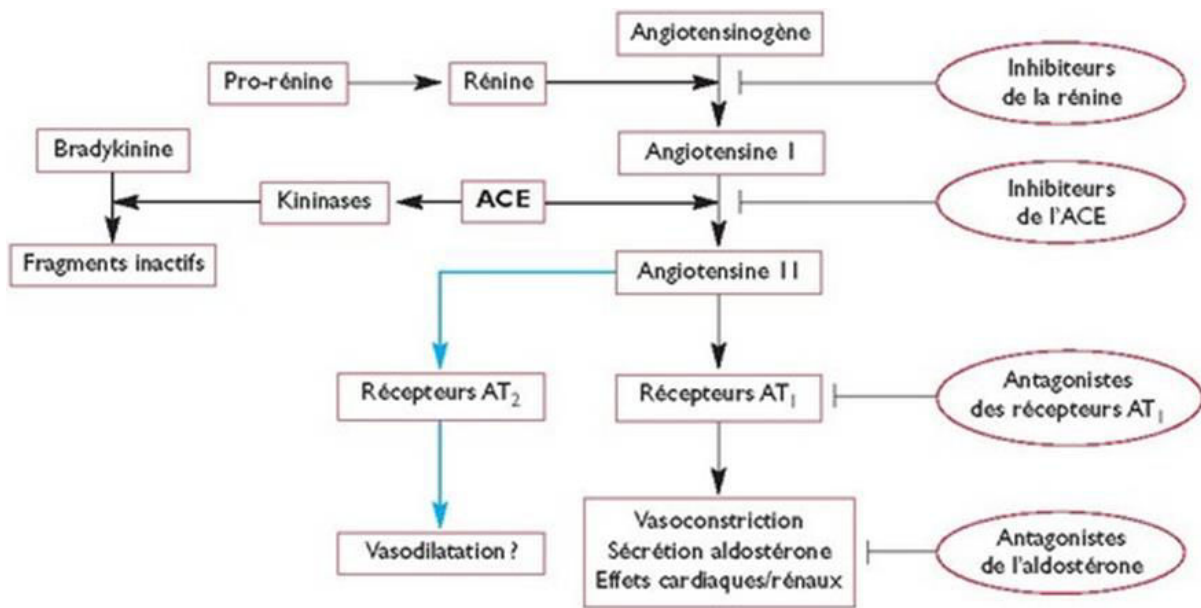 Angiotensinogène
Pro-rénine
Rénine
Inhibiteurs
de la rénine
Bradykinine
Angiotensine I
Kininases
ACE
Inhibiteurs
de l'ACE
Fragments inactifs
Angiotensine II
Récepteurs AT2
Récepteurs AT1
Antagonistes
des récepteurs AT1
Vasodilatation ?
Vasoconstriction
Sécrétion aldostérone
Effets cardiaques/rénaux
Antagonistes
de l'aldostérone